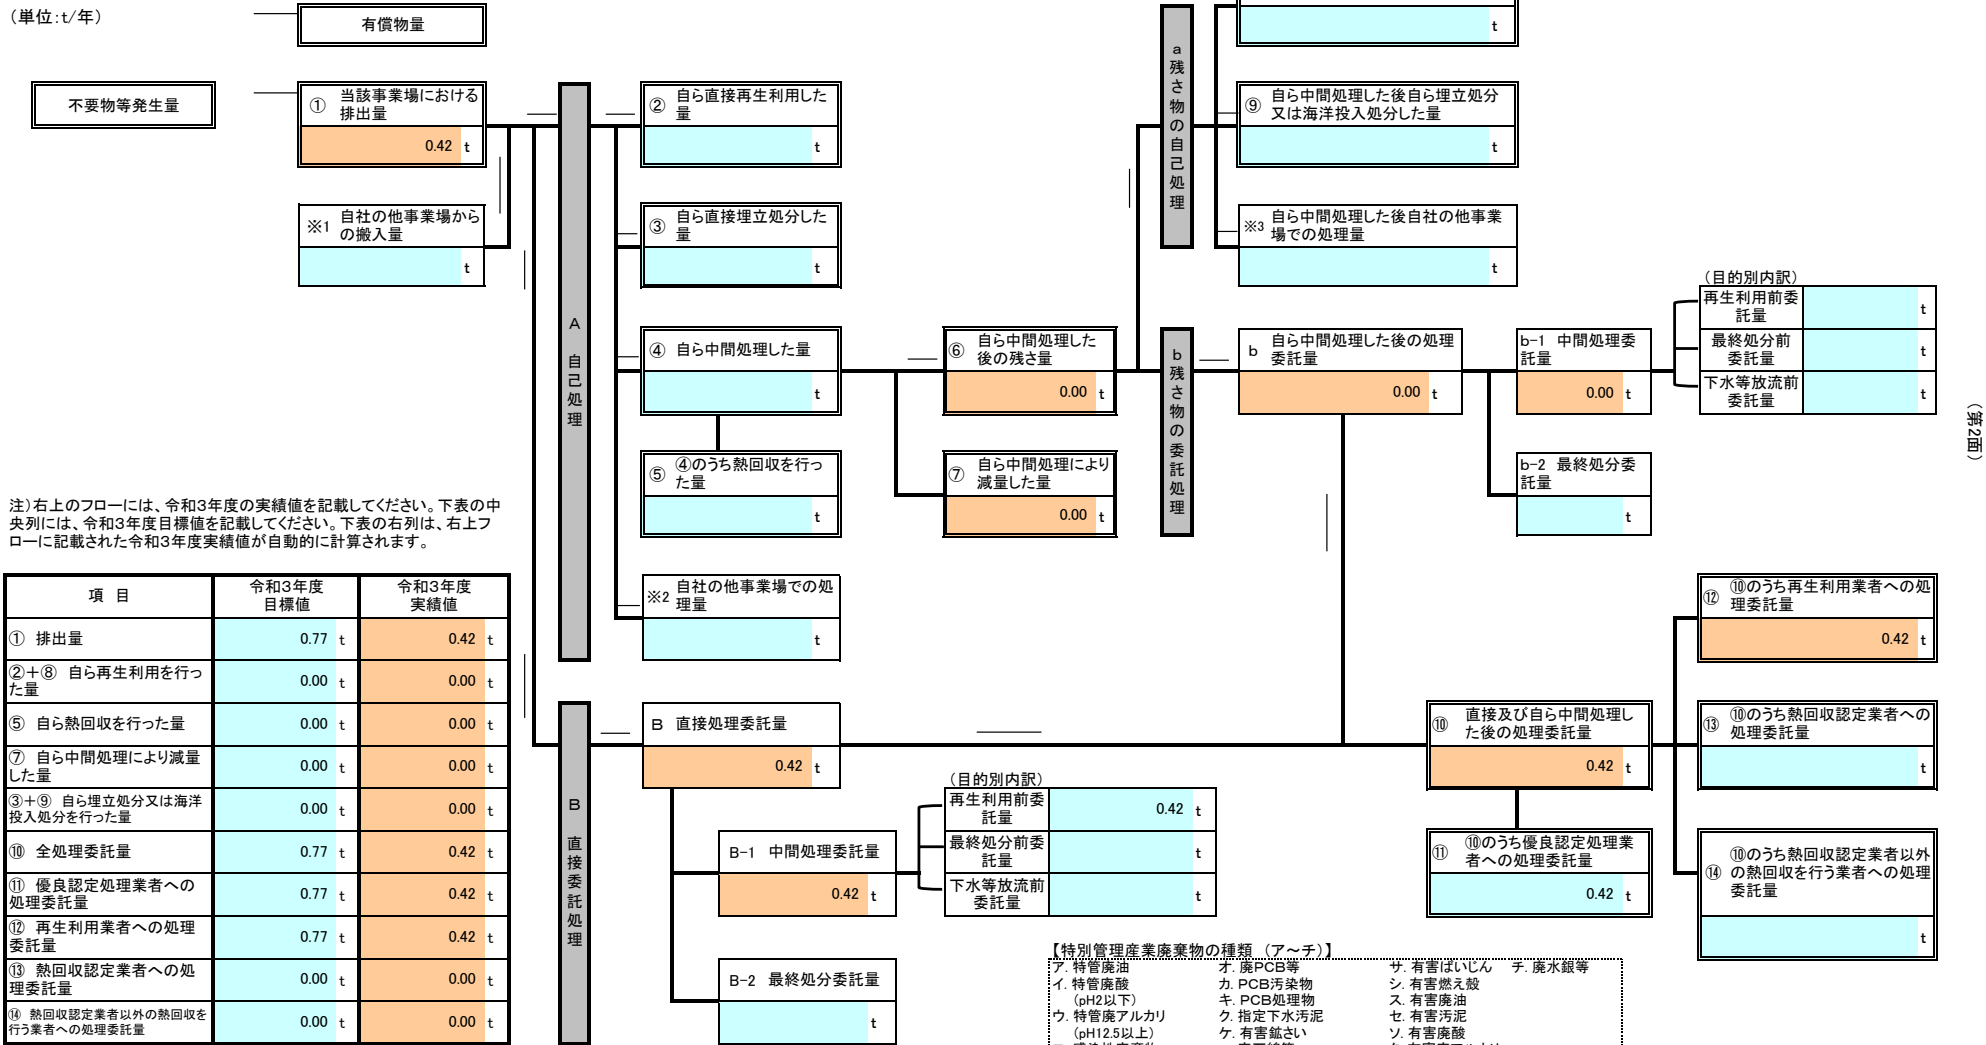 （単位：t/年）
有償物量
t
不要物等発生量
① 当該事業場における
排出量
0.42 t
※1 自社の他事業場から
の搬入量
t
A 自己処理
② 自ら直接再生利用した
量
t
③ 自ら直接埋立処分した
量
t
④ 自ら中間処理した量
t
⑤ ④のうち熱回収を行っ
た量
t
※2 自社の他事業場での処
理量
t
⑥ 自ら中間処理した
後の残さ量
0.00 t
⑦ 自ら中間処理により
減量した量
0.00 t
a残さ物の自己処理
⑨ 自ら中間処理した後自ら埋立処分
又は海洋投入処分した量
t
※3 自ら中間処理した後自社の他事業
場での処理量
t
b残さ物の委託処理
b 自ら中間処理した後の処理
委託量
0.00 t
b-1 中間処理委
託量
0.00 t
b-2 最終処分委
託量
t
（目的別内訳）
再生利用前委
託量
t
最終処分前
委託量
t
下水等放流前
委託量
t
（第2面）
注）右上のフローには、令和3年度の実績値を記載してください。下表の中
央列には、令和3年度目標値を記載してください。下表の右列は、右上フ
ローに記載された令和3年度実績値が自動的に計算されます。
項 目 令和3年度
目標値 令和3年度
実績値
① 排出量 0.77 t 0.42 t
②＋⑧ 自ら再生利用を行っ
た量 0.00 t 0.00 t
⑤ 自ら熱回収を行った量 0.00 t 0.00 t
⑦ 自ら中間処理により減量
した量 0.00 t 0.00 t
③＋⑨ 自ら埋立処分又は海洋
投入処分を行った量 0.00 t 0.00 t
⑩ 全処理委託量 0.77 t 0.42 t
⑪ 優良認定処理業者への
処理委託量 0.77 t 0.42 t
⑫ 再生利用業者への処理
委託量 0.77 t 0.42 t
⑬ 熱回収認定業者への処
理委託量 0.00 t 0.00 t
⑭ 熱回収認定業者以外の熱回収を
行う業者への処理委託量 0.00 t 0.00 t
B 直接委託処理
B 直接処理委託量
0.42 t
B-1 中間処理委託量
0.42 t
B-2 最終処分委託量
（目的別内訳）
再生利用前委
託量
0.42 t
最終処分前委
託量
t
下水等放流前
委託量
t
⑩ 直接及び自ら中間処理し
た後の処理委託量
0.42 t
⑪ ⑩のうち優良認定処理業
者への処理委託量
0.42 t
⑫ ⑩のうち再生利用業者への処
理委託量
0.42 t
⑬ ⑩のうち熱回収認定業者への
処理委託量
t
⑭ ⑩のうち熱回収認定業者以外
の熱回収を行う業者への処理
委託量
t
【特別管理産業廃棄物の種類 （ア～チ）】
ア．特管廃油 オ．廃PCB等 サ．有害ばいじん チ．廃水銀等
イ．特管廃酸 カ．PCB汚染物 シ．有害燃え殻
（pH2以下） キ．PCB処理物 ス．有害廃油
ウ．特管廃アルカリ ク．指定下水汚泥 セ．有害汚泥
（pH12.5以上） ケ．有害鉱さい ソ．有害廃酸